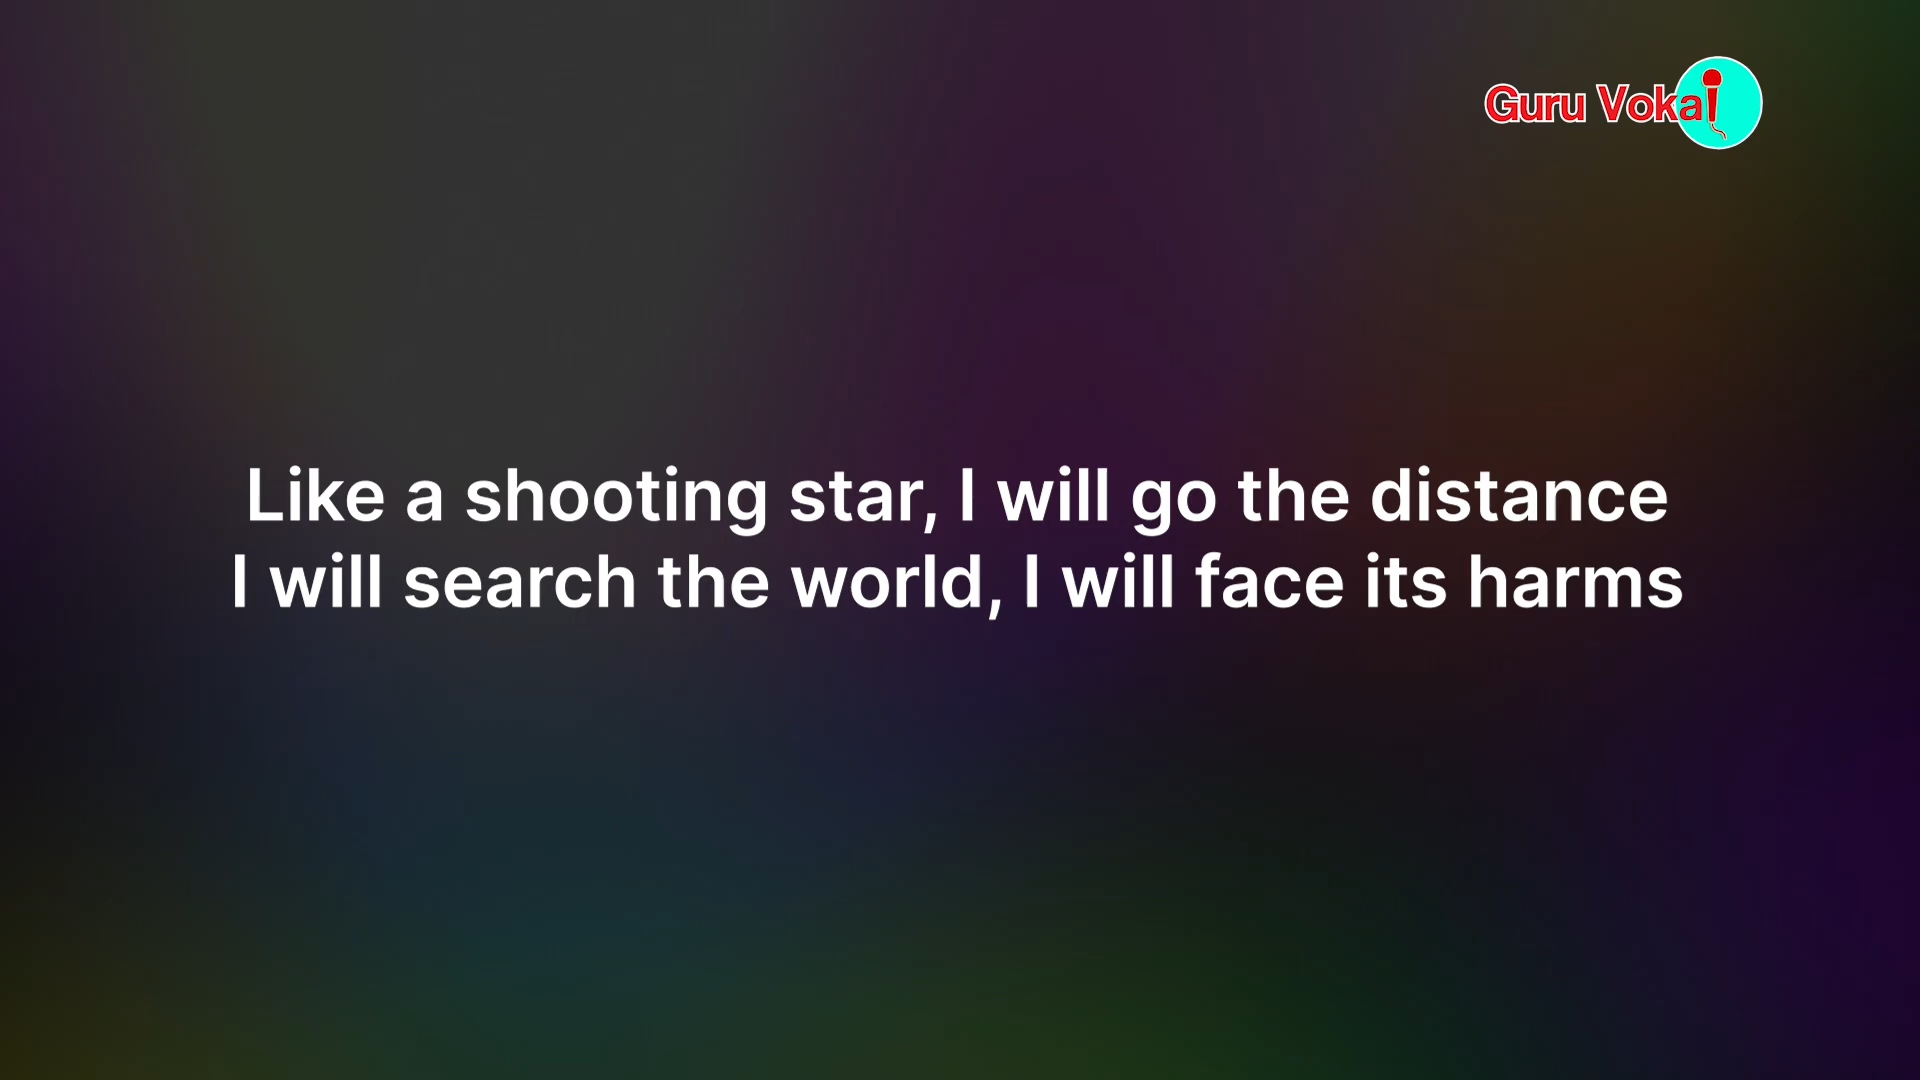 Guru Vokal
Like a shooting star, I will go the distance
I will search the world, I will face its harms